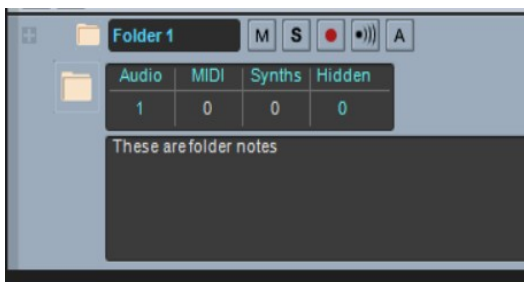 Folder 1 M S A
Audio MIDI Synths Hidden
1 0 0 0
These are folder notes